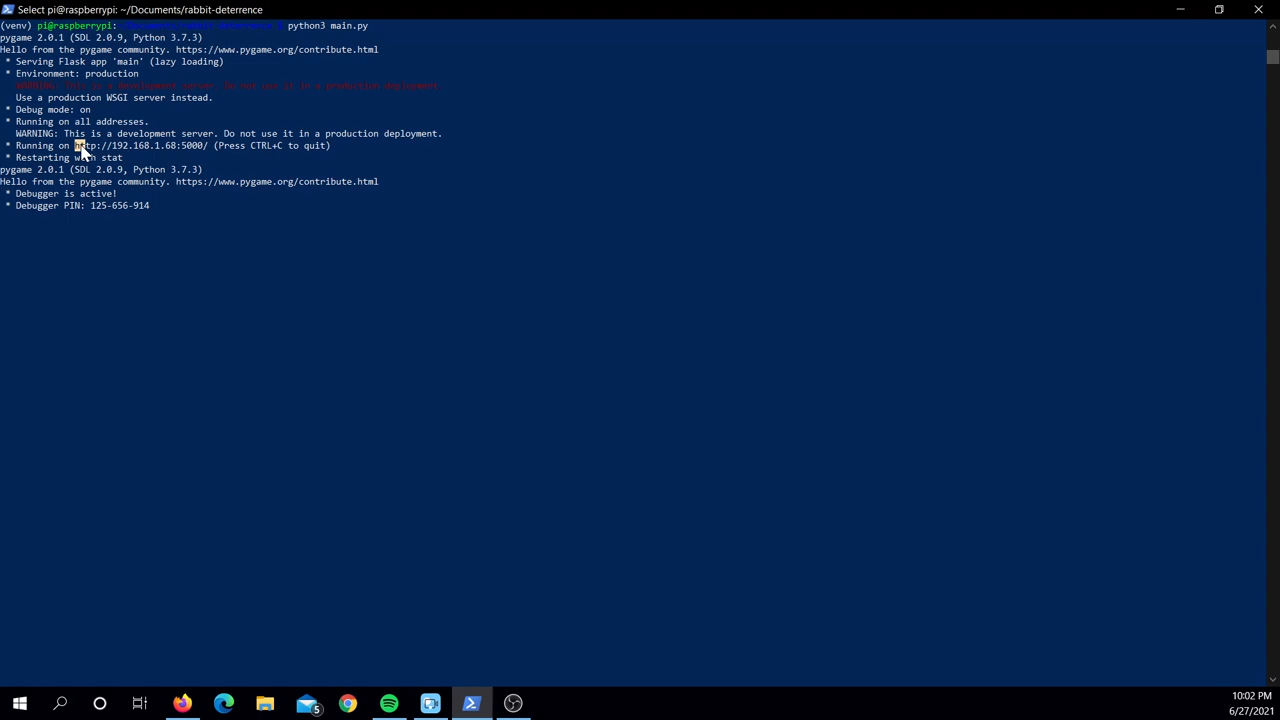 Select pi@raspberrypi: ~/Documents/rabbit-deterrence
(venv) pi@raspberrypi: ~/Documents/rabbit-deterrence $ python3 main.py
pygame 2.0.1 (SDL 2.0.9, Python 3.7.3)
Hello from the pygame community. https://www.pygame.org/contribute.html
* Serving Flask app 'main' (lazy loading)
* Environment: production
WARNING: This is a development server. Do not use it in a production deployment.
Use a production WSGI server instead.
* Debug mode: on
* Running on all addresses.
WARNING: This is a development server. Do not use it in a production deployment.
* Running on http://192.168.1.68:5000/ (Press CTRL+C to quit)
* Restarting with stat
pygame 2.0.1 (SDL 2.0.9, Python 3.7.3)
Hello from the pygame community. https://www.pygame.org/contribute.html
* Debugger is active!
* Debugger PIN: 125-656-914
5
10:02 PM
6/27/2021